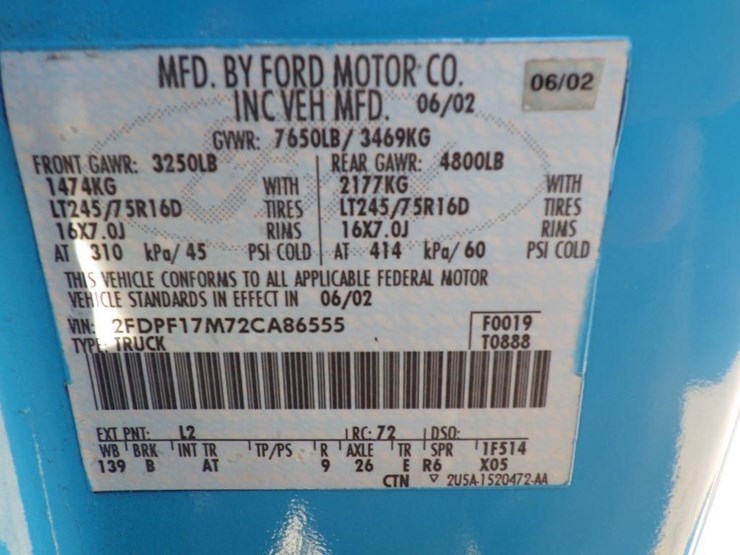 MFD. BY FORD MOTOR CO.
INC VEH MFD. 06/02
06/02
GVWR: 7650LB/ 3469KG
FRONT GAWR: 3250LB
1474KG WITH
LT245/75R16D TIRES
16X7.0J RIMS
AT 310 kPa/ 45 PSI COLD
REAR GAWR: 4800LB
2177KG WITH
LT245/75R16D TIRES
16X7.0J RIMS
AT 414 kPa/ 60 PSI COLD
THIS VEHICLE CONFORMS TO ALL APPLICABLE FEDERAL MOTOR
VEHICLE STANDARDS IN EFFECT IN 06/02
VIN: 2FDPF17M72CA86555
TYPE: TRUCK
F0019
T0888
EXT PNT: L2 RC: 72 DSO:
WB BRK INT TR TP/PS R AXLE TR SPR 1F514
139 B AT 9 26 E R6 X05
CTN ▽ 2U5A-1520472-AA